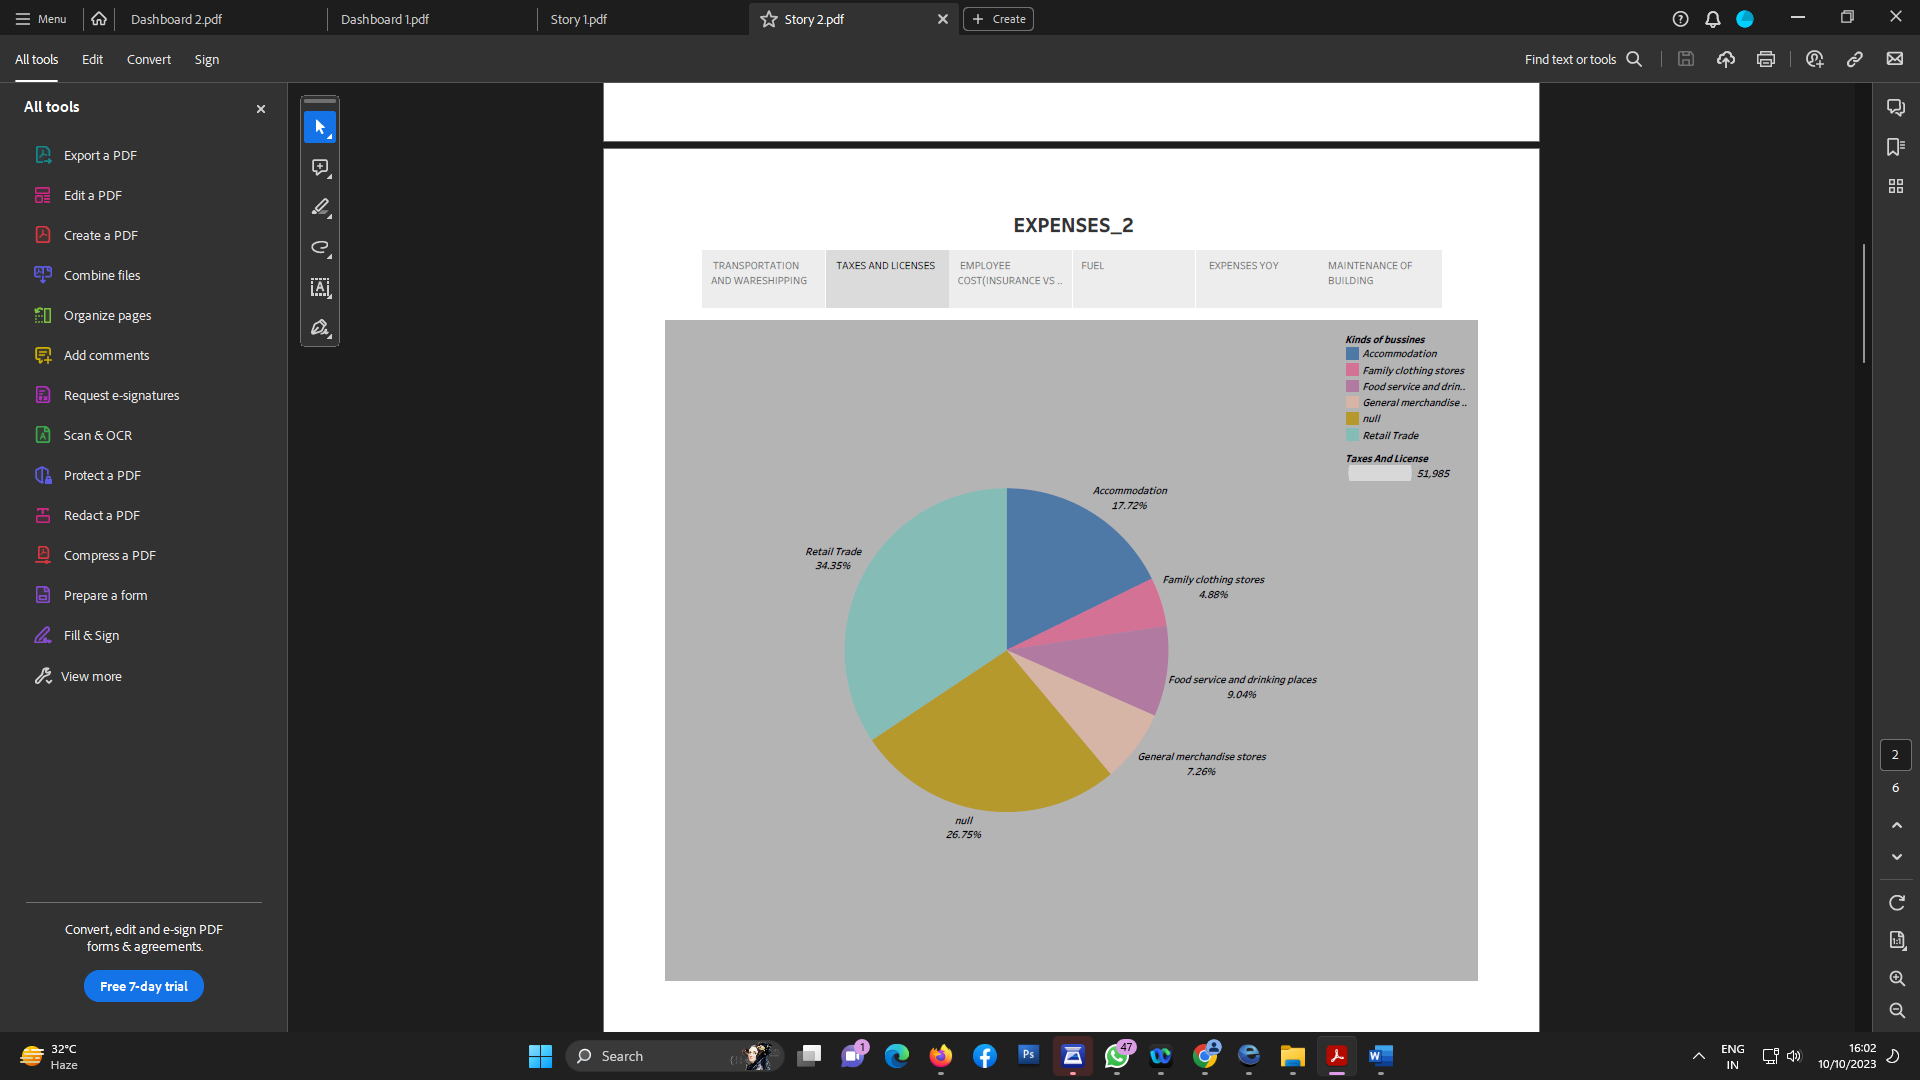 Menu
Dashboard 2.pdf
Dashboard 1.pdf
Story 1.pdf
Story 2.pdf
Create
All tools
Edit
Convert
Sign
Find text or tools
All tools
Export a PDF
Edit a PDF
Create a PDF
Combine files
Organize pages
Add comments
Request e-signatures
Scan & OCR
Protect a PDF
Redact a PDF
Compress a PDF
Prepare a form
Fill & Sign
View more
Convert, edit and e-sign PDF
forms & agreements.
Free 7-day trial
EXPENSES_2
TRANSPORTATION
AND WARESHIPPING
TAXES AND LICENSES
EMPLOYEE
COST(INSURANCE VS ..
FUEL
EXPENSES YOY
MAINTENANCE OF
BUILDING
Kinds of bussines
Accommodation
Family clothing stores
Food service and drin..
General merchandise ..
null
Retail Trade
Taxes And License
51,985
Accommodation
17.72%
Retail Trade
34.35%
Family clothing stores
4.88%
Food service and drinking places
9.04%
General merchandise stores
7.26%
null
26.75%
2
6
32°C
Haze
Search
1
Ps
47
ENG
IN
16:02
10/10/2023